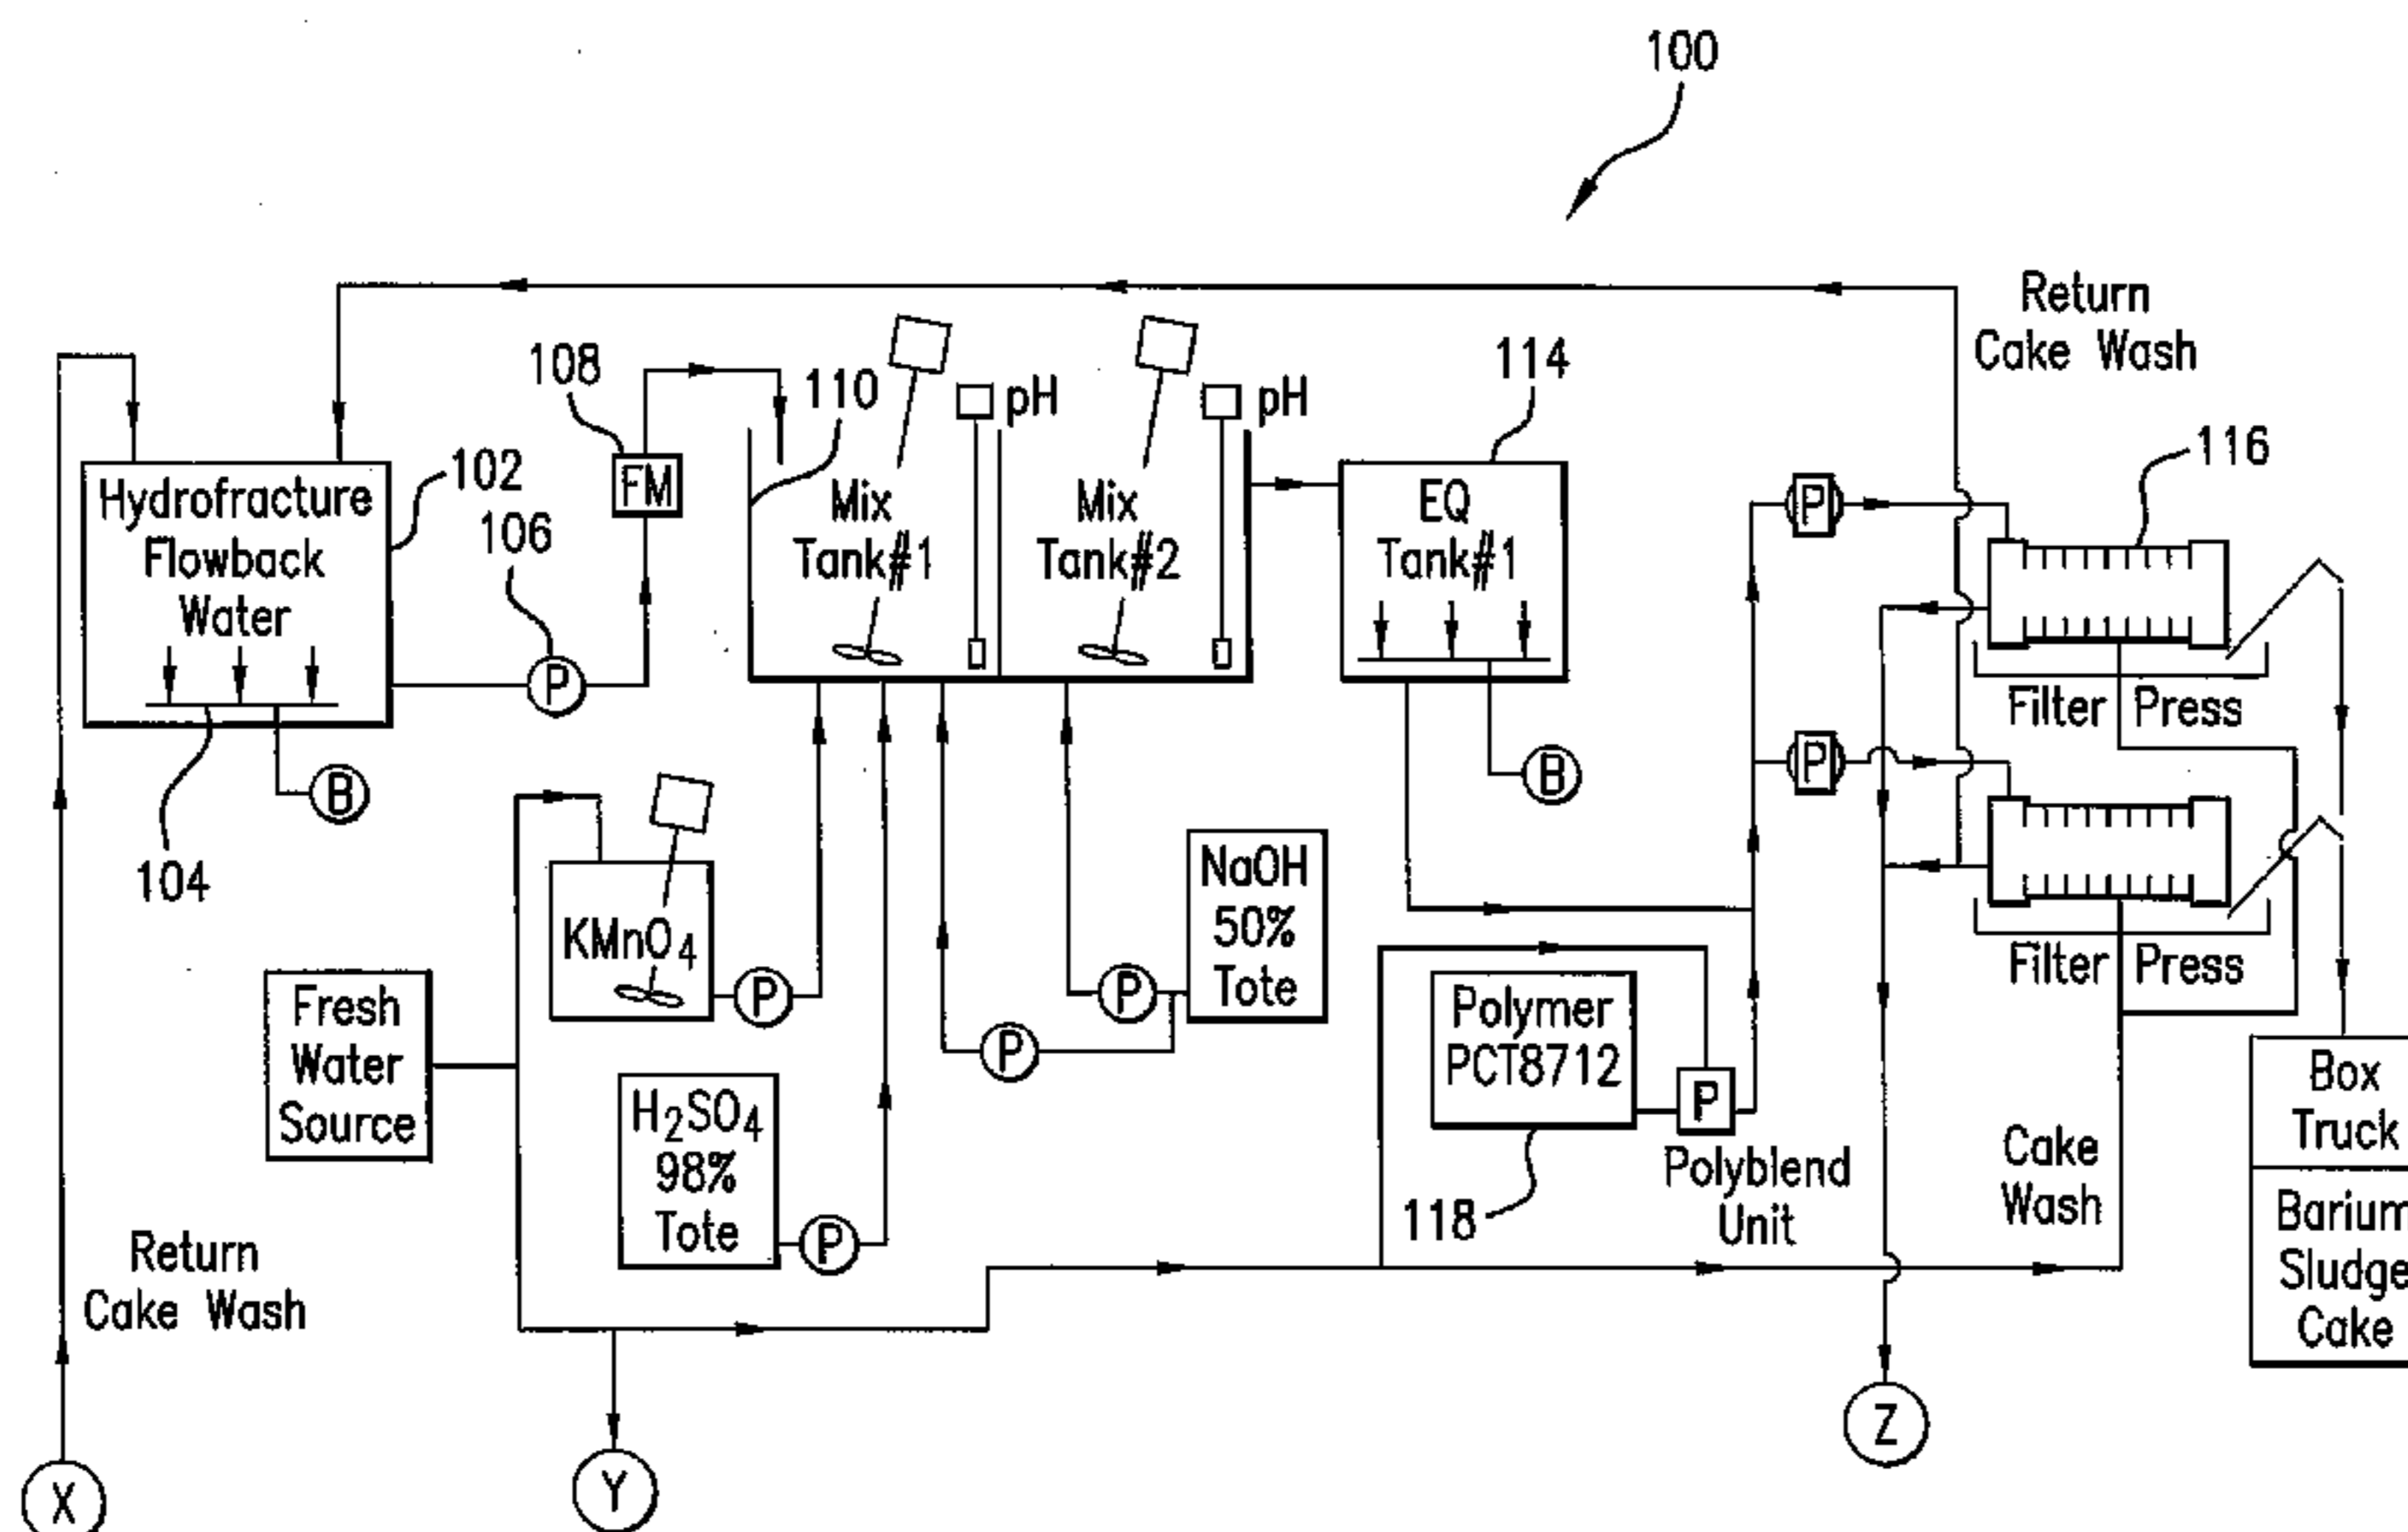 100
Return
Cake Wash
108
110
pH
pH
114
116
Hydrofracture
Flowback
Water
102
106
FM
Mix
Tank#1
Mix
Tank#2
EQ
Tank#1
P
P
Filter Press
P
B
104
B
P
KMnO4
P
NaOH
50%
Tote
P
P
Filter Press
Fresh
Water
Source
H2SO4
98%
Tote
P
Polymer
PCT8712
P
Polyblend
Unit
118
Cake
Wash
Box
Truck
Barium
Sludge
Cake
Return
Cake Wash
X
Y
Z